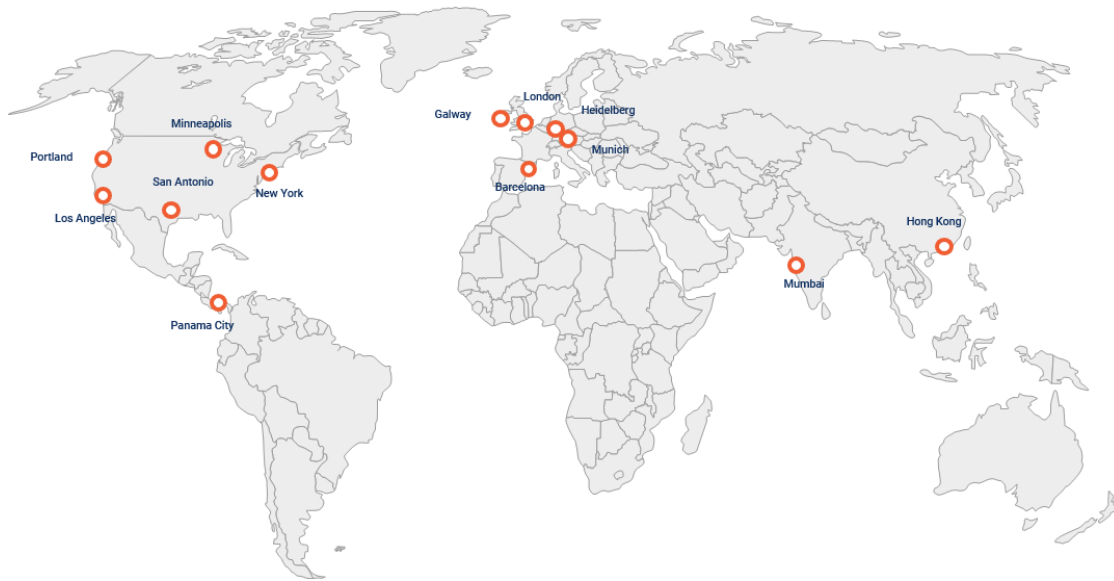 London
Heidelberg
Galway
Minneapolis
Munich
Portland
San Antonio
Barcelona
New York
Los Angeles
Hong Kong
Mumbai
Panama City